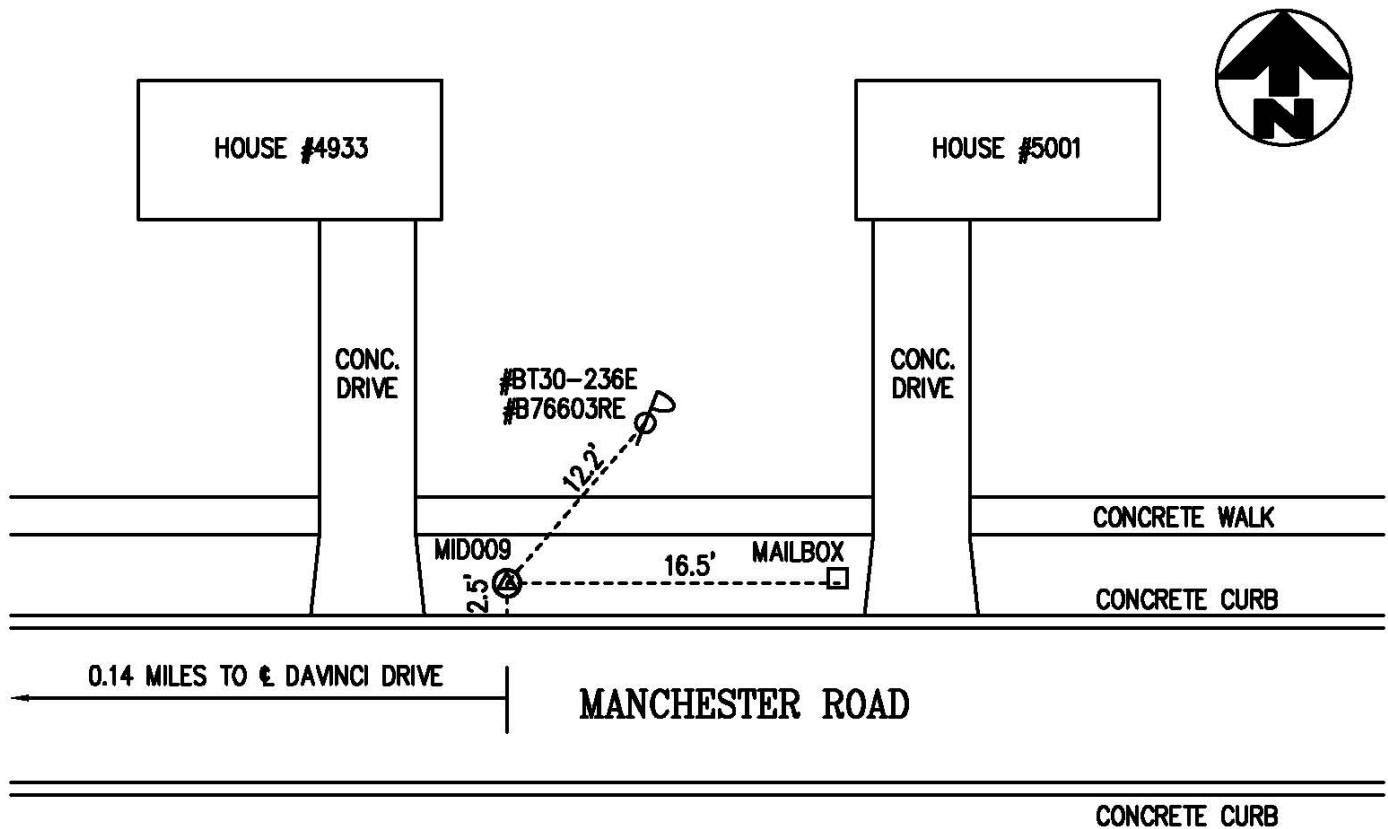 N
HOUSE #4933
HOUSE #5001
CONC.
DRIVE
CONC.
DRIVE
#BT30-236E
#B76603RE
12.2'
CONCRETE WALK
MID009
MAILBOX
16.5'
2.5'
CONCRETE CURB
0.14 MILES TO ℄ DAVINCI DRIVE
MANCHESTER ROAD
CONCRETE CURB